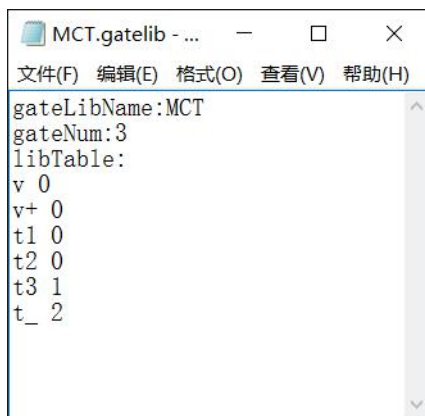 MCT.gatelib - ...
文件(F) 编辑(E) 格式(O) 查看(V) 帮助(H)
gateLibName:MCT
gateNum:3
libTable:
v 0
v+ 0
t1 0
t2 0
t3 1
t_ 2